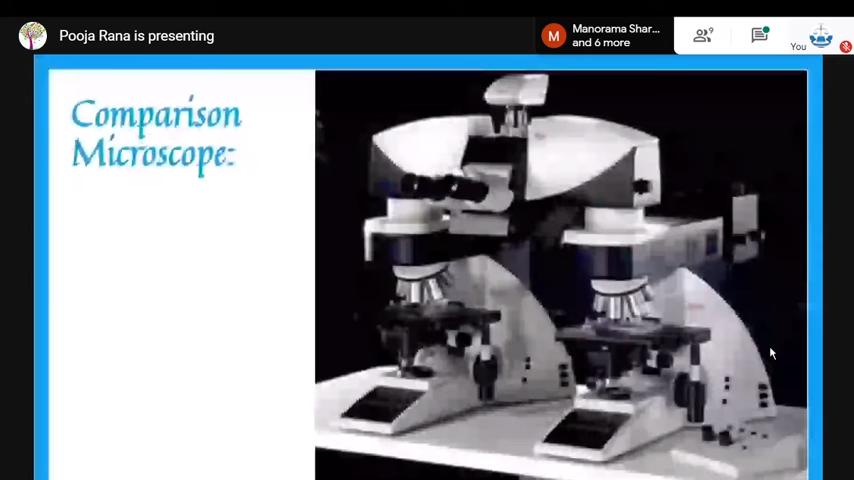 Pooja Rana is presenting
M
Manorama Shar...
and 6 more
9
You
Comparison
Microscope: